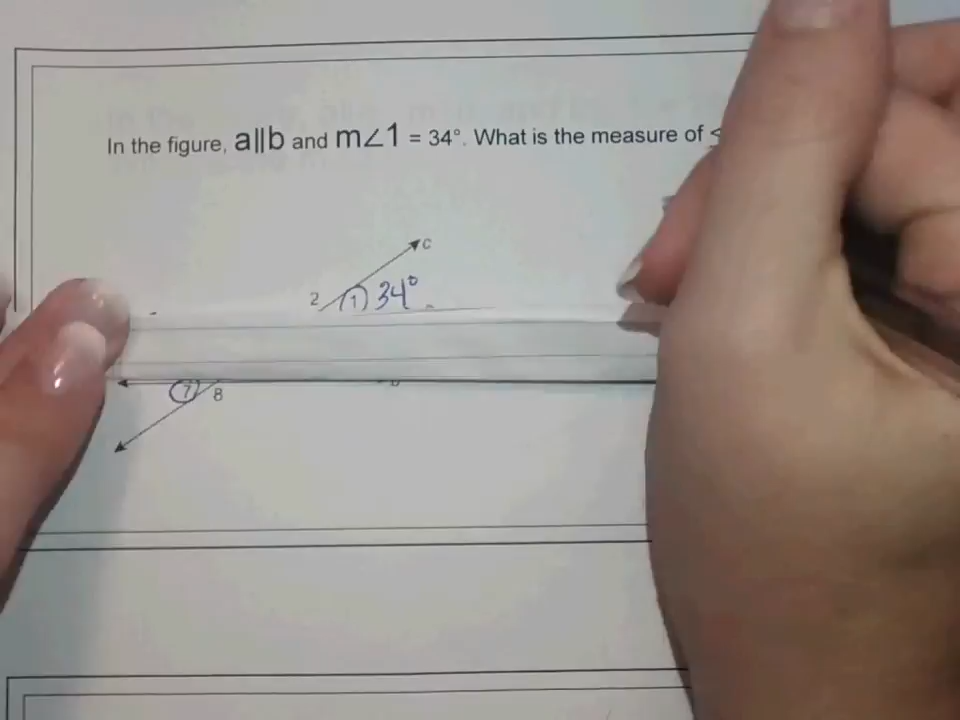 In the figure, a||b and m∠1 = 34°. What is the measure of
c
2 1 34°
7 8